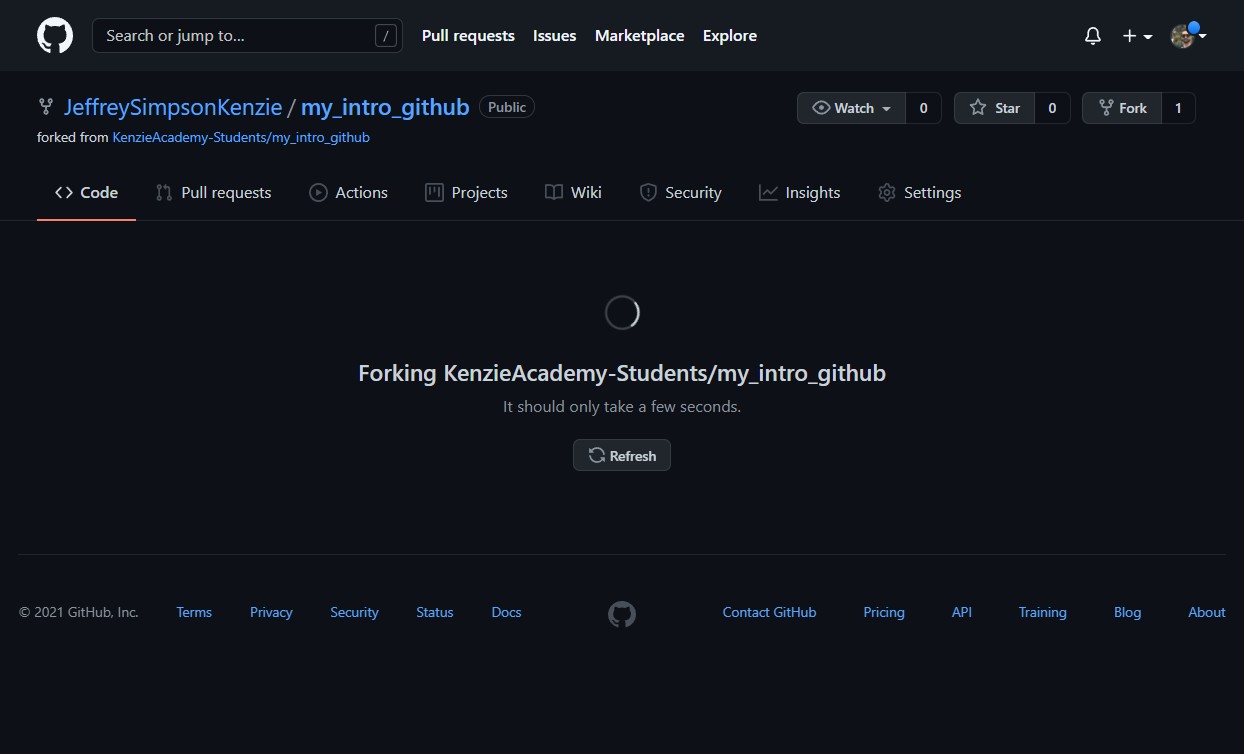 Search or jump to... / Pull requests Issues Marketplace Explore
JeffreySimpsonKenzie / my_intro_github Public Watch 0 Star 0 Fork 1
forked from KenzieAcademy-Students/my_intro_github
Code Pull requests Actions Projects Wiki Security Insights Settings
Forking KenzieAcademy-Students/my_intro_github
It should only take a few seconds.
Refresh
© 2021 GitHub, Inc. Terms Privacy Security Status Docs Contact GitHub Pricing API Training Blog About